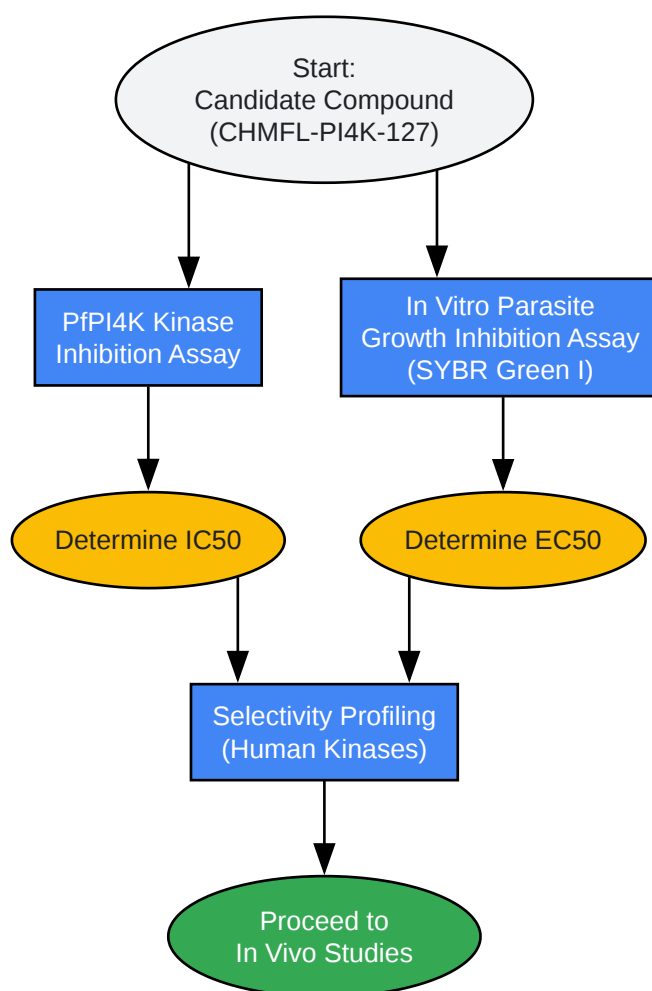 Start:
Candidate Compound
(CHMFL-PI4K-127)
PfPI4K Kinase
Inhibition Assay
In Vitro Parasite
Growth Inhibition Assay
(SYBR Green I)
Determine IC50
Determine EC50
Selectivity Profiling
(Human Kinases)
Proceed to
In Vivo Studies